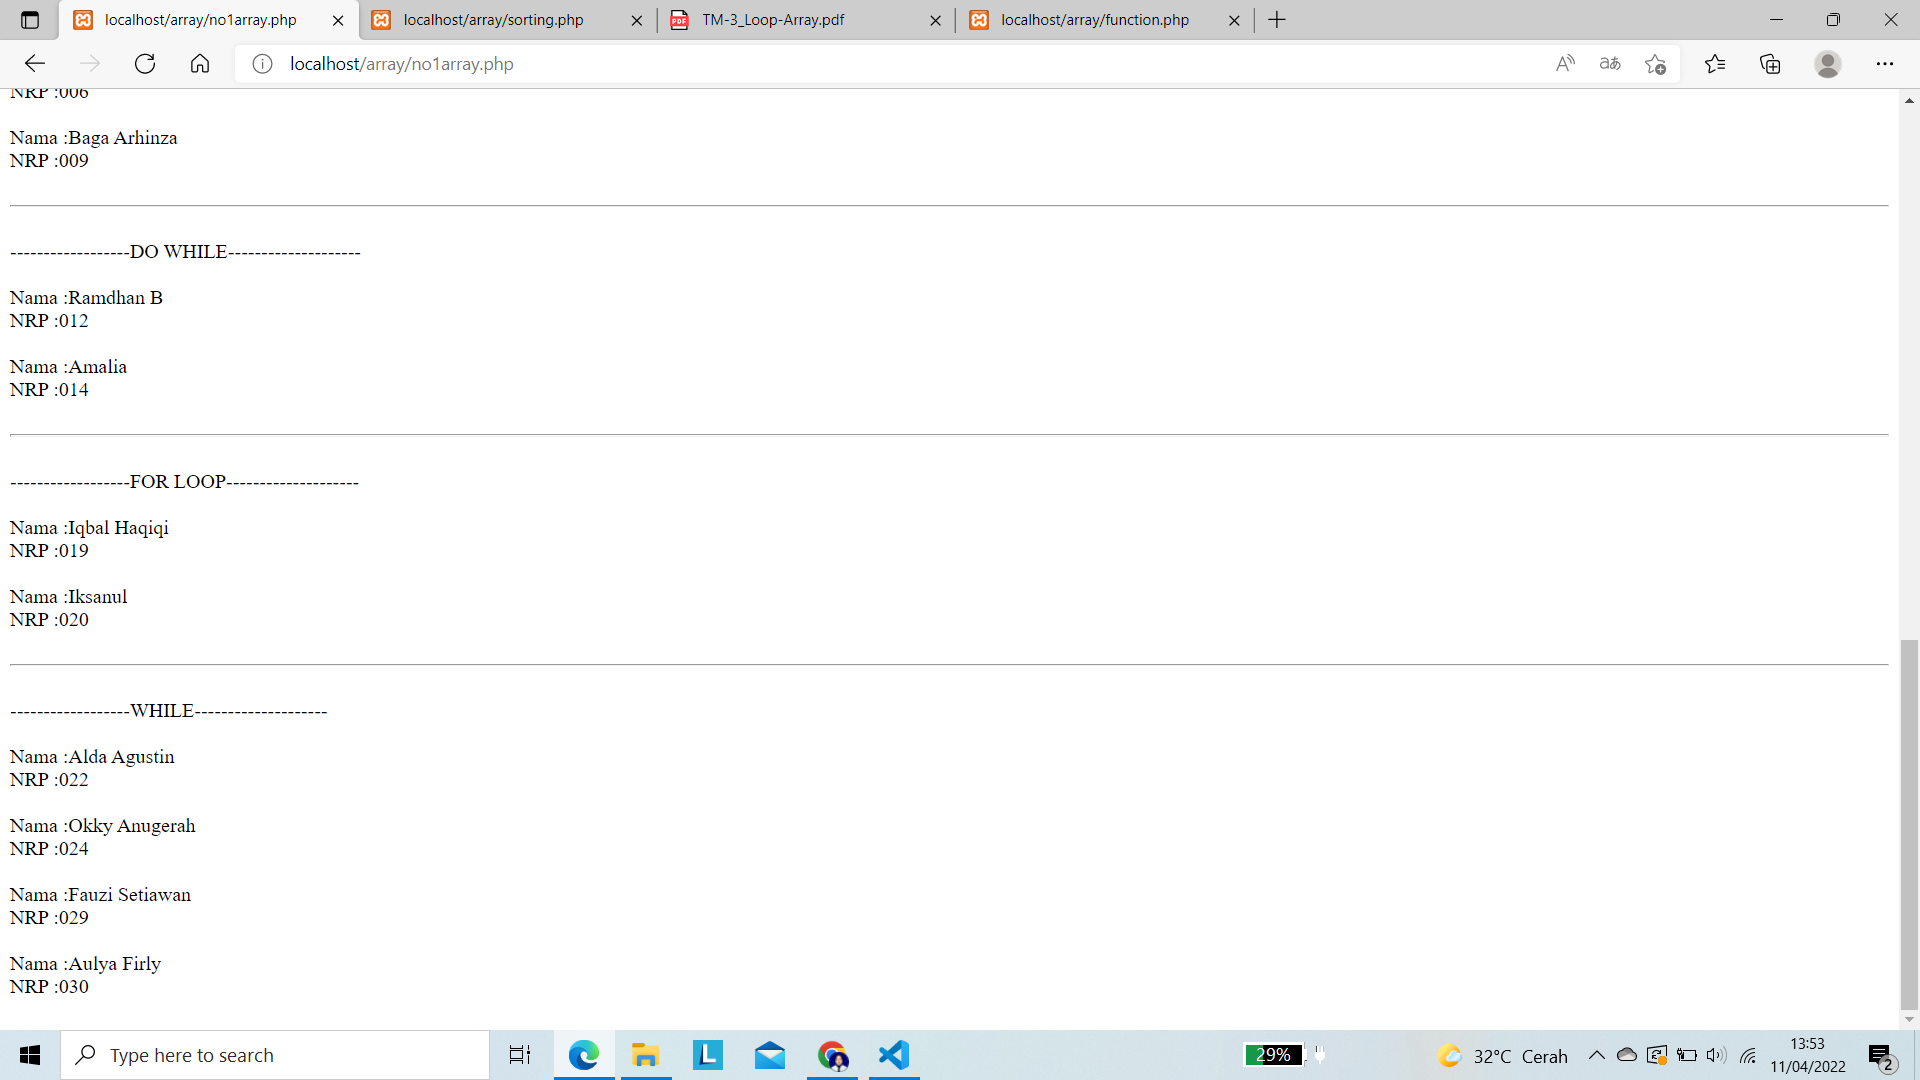 localhost/array/no1array.php
localhost/array/sorting.php
PDF
TM-3_Loop-Array.pdf
localhost/array/function.php
localhost/array/no1array.php
NRP :006
Nama :Baga Arhinza
NRP :009
------------------DO WHILE--------------------
Nama :Ramdhan B
NRP :012
Nama :Amalia
NRP :014
------------------FOR LOOP--------------------
Nama :Iqbal Haqiqi
NRP :019
Nama :Iksanul
NRP :020
------------------WHILE--------------------
Nama :Alda Agustin
NRP :022
Nama :Okky Anugerah
NRP :024
Nama :Fauzi Setiawan
NRP :029
Nama :Aulya Firly
NRP :030
Type here to search
L
29%
32°C Cerah
13:53
11/04/2022
2